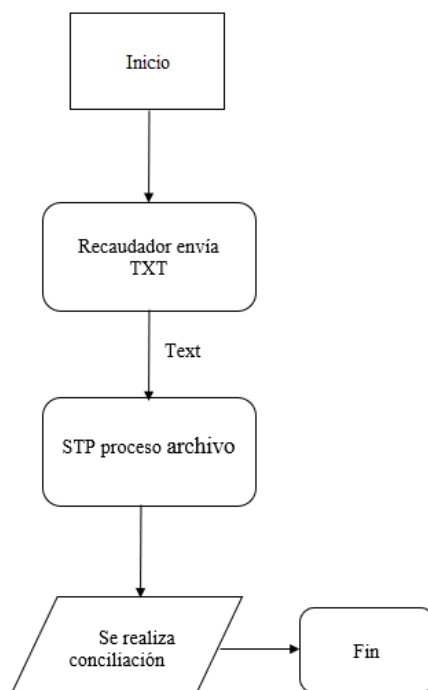 Inicio
Recaudador envía
TXT
Text
STP proceso archivo
Se realiza
conciliación
Fin